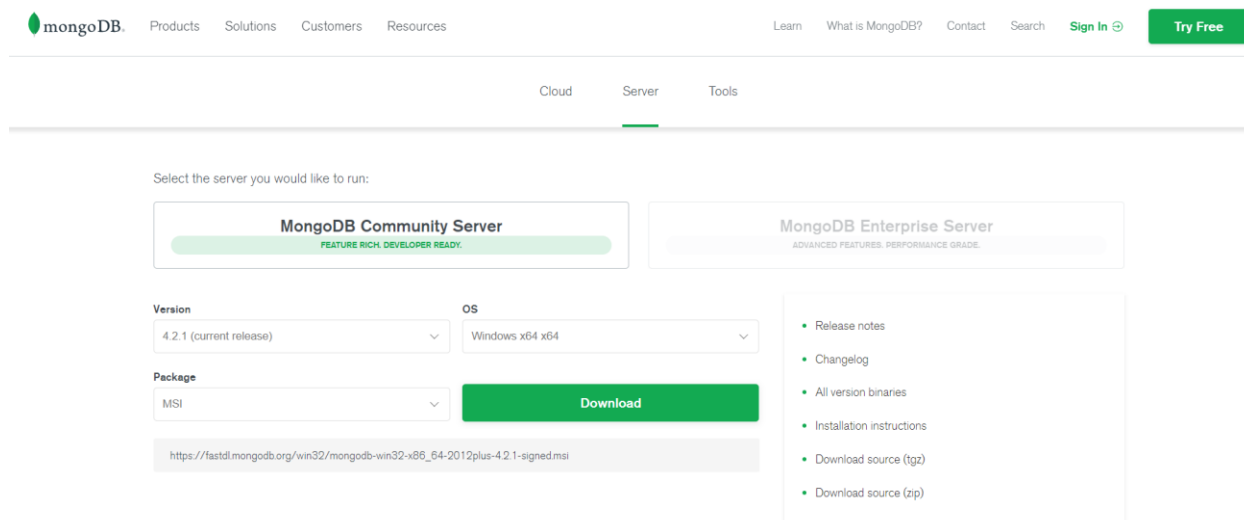 mongoDB.
Products Solutions Customers Resources Learn What is MongoDB? Contact Search Sign In Try Free
Cloud Server Tools
Select the server you would like to run:
MongoDB Community Server
FEATURE RICH. DEVELOPER READY.
MongoDB Enterprise Server
ADVANCED FEATURES. PERFORMANCE GRADE.
Version
4.2.1 (current release)
OS
Windows x64 x64
Package
MSI
Download
https://fastdl.mongodb.org/win32/mongodb-win32-x86_64-2012plus-4.2.1-signed.msi
Release notes
Changelog
All version binaries
Installation instructions
Download source (tgz)
Download source (zip)